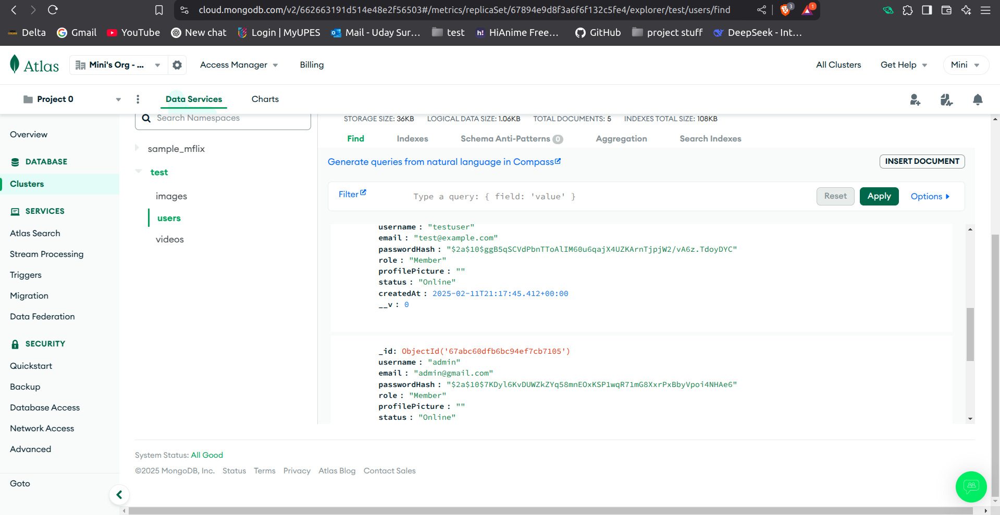 cloud.mongodb.com/v2/662663191d514e48e2f56503#/metrics/replicaSet/67894e9d8f3a6f6f132c5fe4/explorer/test/users/find
3
1
Delta
Gmail
YouTube
New chat
Login | MyUPES
Mail - Uday Sur...
test
h! HiAnime Free...
GitHub
project stuff
DeepSeek - Int...
Atlas
Mini's Org - ...
Access Manager
Billing
All Clusters
Get Help
Mini
Project 0
Data Services
Charts
Overview
DATABASE
Clusters
SERVICES
Atlas Search
Stream Processing
Triggers
Migration
Data Federation
SECURITY
Quickstart
Backup
Database Access
Network Access
Advanced
Goto
Search Namespaces
sample_mflix
test
images
users
videos
STORAGE SIZE: 36KB LOGICAL DATA SIZE: 1.06KB TOTAL DOCUMENTS: 5 INDEXES TOTAL SIZE: 108KB
Find Indexes Schema Anti-Patterns 0 Aggregation Search Indexes
Generate queries from natural language in Compass
INSERT DOCUMENT
Filter
Type a query: { field: 'value' }
Reset
Apply
Options
username : "testuser"
email : "test@example.com"
passwordHash : "$2a$10$ggB5qSCVdPbnTToAlIM60u6qajX4UZKArnTjpjW2/vA6z.TdoyDYC"
role : "Member"
profilePicture : ""
status : "Online"
createdAt : 2025-02-11T21:17:45.412+00:00
__v : 0
_id: ObjectId('67abc60dfb6bc94ef7cb7105')
username : "admin"
email : "admin@gmail.com"
passwordHash : "$2a$10$7KDyl6KvDUWZkZYq58mnEOxKSP1wqR71mG8XxrPxBbyVpoi4NHAe6"
role : "Member"
profilePicture : ""
status : "Online"
System Status: All Good
©2025 MongoDB, Inc. Status Terms Privacy Atlas Blog Contact Sales